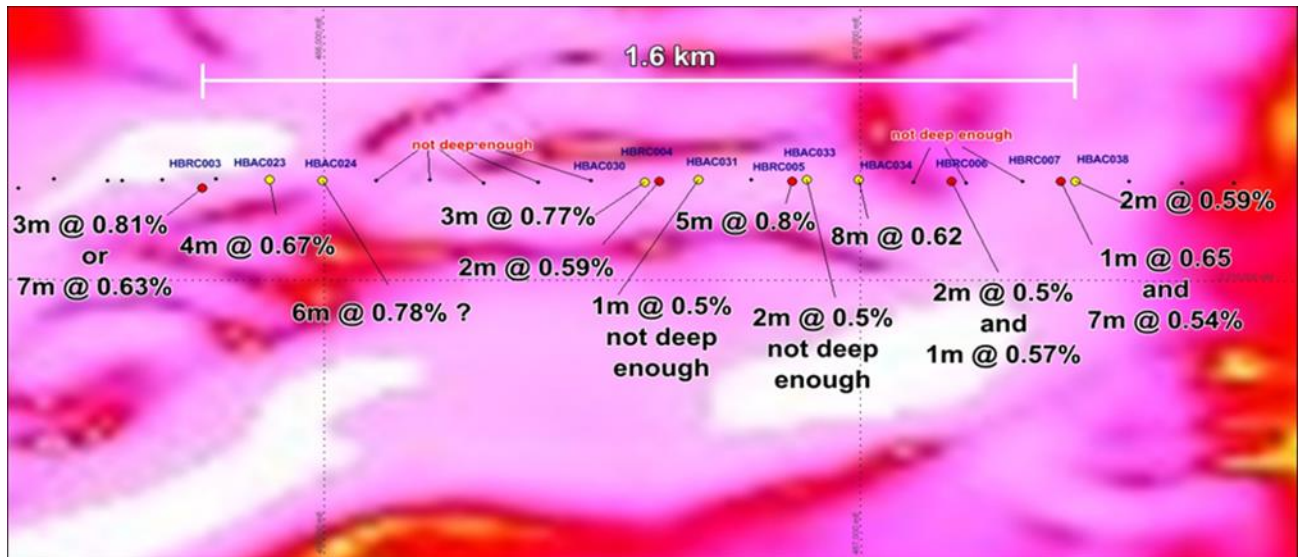 1.6 km
not deep enough
not deep enough
HBRC003
HBAC023
HBAC024
HBAC030
HBRC004
HBAC031
HBRC005
HBAC033
HBAC034
HBRC006
HBRC007
HBAC038
3m @ 0.81%
or
7m @ 0.63%
4m @ 0.67%
6m @ 0.78% ?
3m @ 0.77%
2m @ 0.59%
1m @ 0.5%
not deep
enough
5m @ 0.8%
2m @ 0.5%
not deep
enough
8m @ 0.62
2m @ 0.5%
and
1m @ 0.57%
2m @ 0.59%
1m @ 0.65
and
7m @ 0.54%